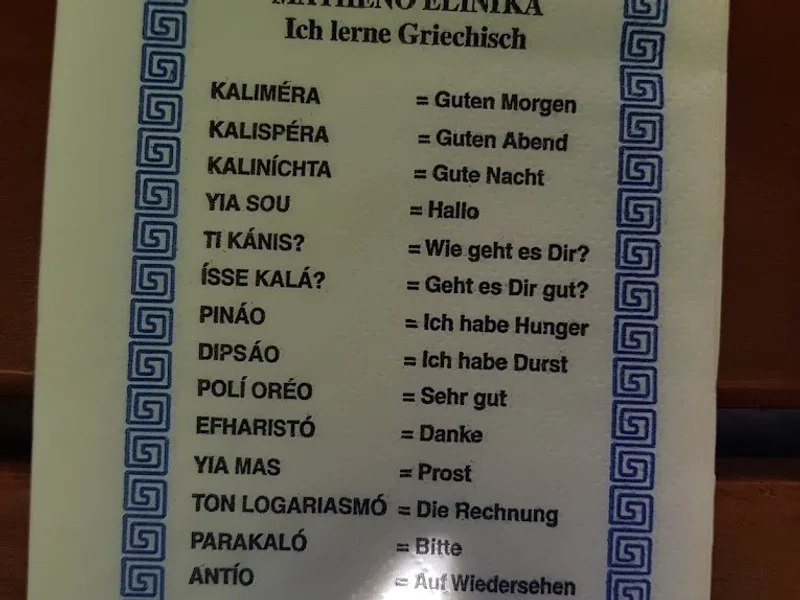 MATHENO ELINIKA
Ich lerne Griechisch
KALIMÉRA = Guten Morgen
KALISPÉRA = Guten Abend
KALINÍCHTA = Gute Nacht
YIA SOU = Hallo
TI KÁNIS? = Wie geht es Dir?
ÍSSE KALÁ? = Geht es Dir gut?
PINÁO = Ich habe Hunger
DIPSÁO = Ich habe Durst
POLÍ ORÉO = Sehr gut
EFHARISTÓ = Danke
YIA MAS = Prost
TON LOGARIASMÓ = Die Rechnung
PARAKALÓ = Bitte
ANTÍO = Auf Wiedersehen